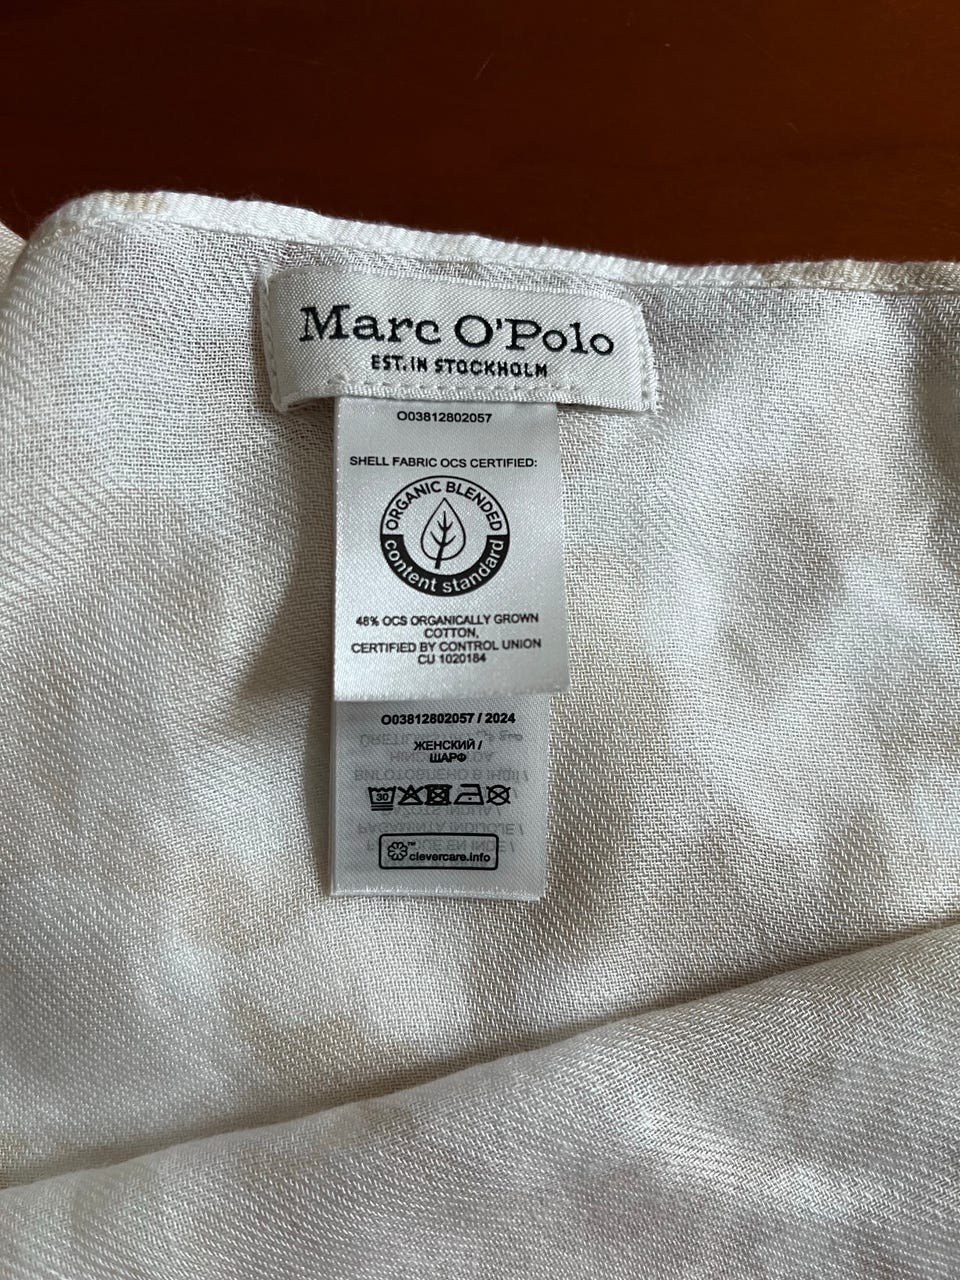 Marc O'Polo
EST. IN STOCKHOLM
O03812802057
SHELL FABRIC OCS CERTIFIED:
ORGANIC BLENDED
content standard
48% OCS ORGANICALLY GROWN
COTTON,
CERTIFIED BY CONTROL UNION
CU 1020184
O03812802057 / 2024
ЖЕНСКИЙ /
ШАРФ
30
clevercare.info